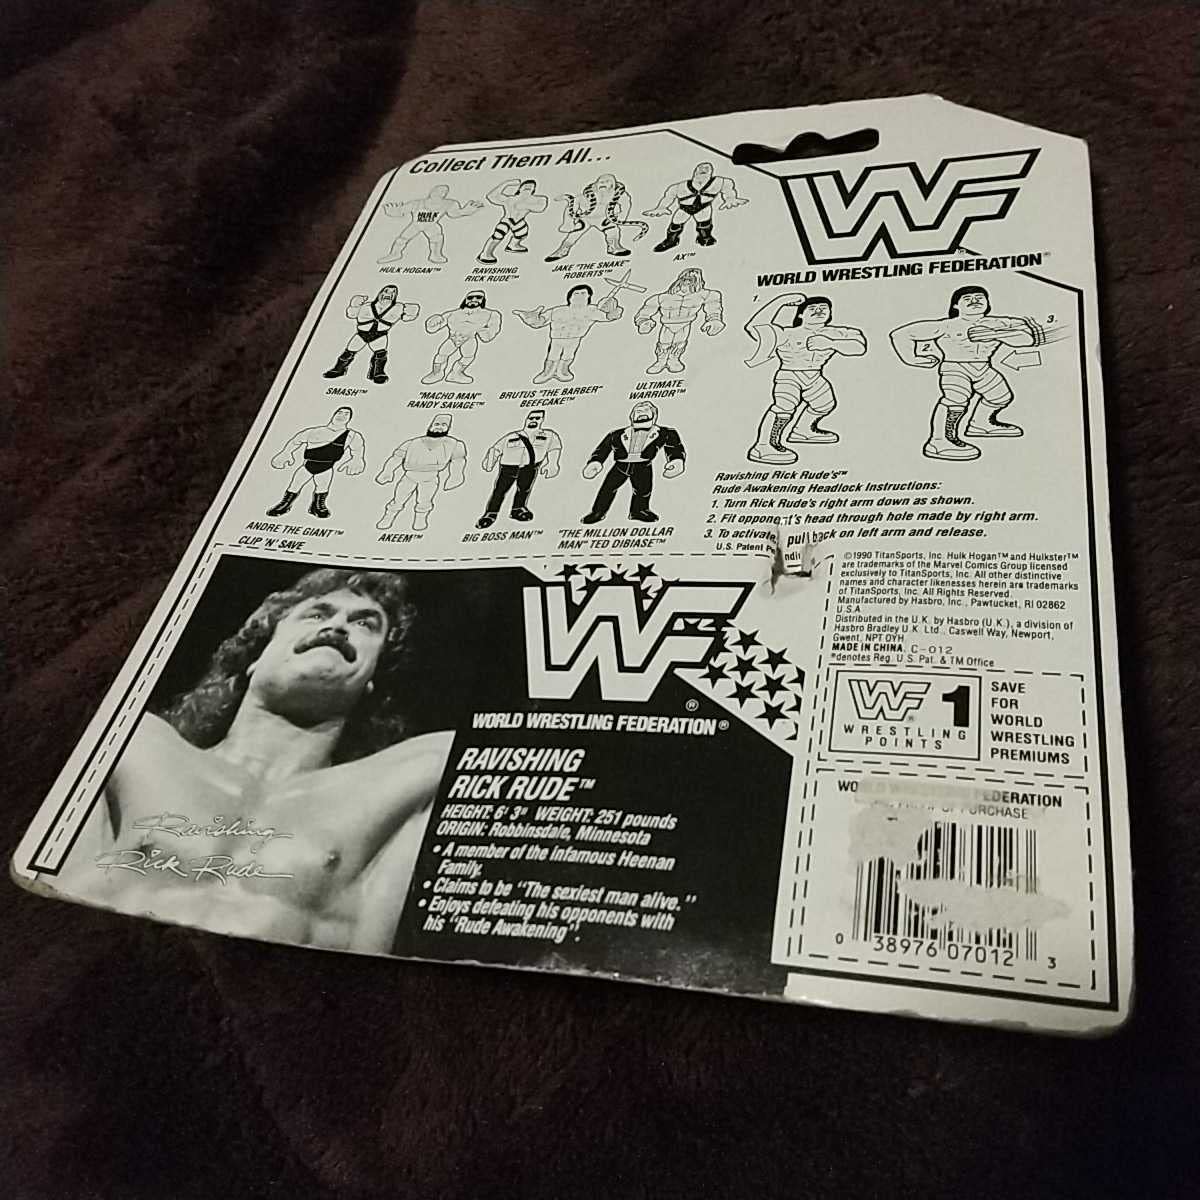 Collect Them All...
WF
WORLD WRESTLING FEDERATION®
HULK HOGAN™
RAVISHING
RICK RUDE™
JAKE "THE SNAKE"
ROBERTS™
AX™
SMASH™
"MACHO MAN"
RANDY SAVAGE™
BRUTUS "THE BARBER"
BEEFCAKE™
ULTIMATE
WARRIOR™
ANDRE THE GIANT™
AKEEM™
BIG BOSS MAN™
"THE MILLION DOLLAR
MAN" TED DIBIASE™
1.
2.
3.
Ravishing Rick Rude's™
Rude Awakening Headlock Instructions:
1. Turn Rick Rude's right arm down as shown.
2. Fit opponent's head through hole made by right arm.
3. To activate, pull back on left arm and release.
U.S. Patent Pending
CLIP 'N' SAVE
WF
®
WORLD WRESTLING FEDERATION®
RAVISHING
RICK RUDE™
HEIGHT: 6' 3" WEIGHT: 251 pounds
ORIGIN: Robbinsdale, Minnesota
• A member of the infamous Heenan
Family.
• Claims to be "The sexiest man alive."
• Enjoys defeating his opponents with
his "Rude Awakening".
Ravishing
Rick Rude
©1990 TitanSports, Inc. Hulk Hogan™ and Hulkster™
are trademarks of the Marvel Comics Group licensed
exclusively to TitanSports, Inc. All other distinctive
names and character likenesses herein are trademarks
of TitanSports, Inc. All Rights Reserved.
Manufactured by Hasbro, Inc., Pawtucket, RI 02862
U.S.A.
Distributed in the U.K. by Hasbro (U.K.), a division of
Hasbro Bradley U.K. Ltd., Caswell Way, Newport,
Gwent, NPT OYH.
MADE IN CHINA. C-012
*denotes Reg. U.S. Pat. & TM Office
WF® 1
WRESTLING
POINTS
SAVE
FOR
WORLD
WRESTLING
PREMIUMS
WORLD WRESTLING FEDERATION
PROOF OF PURCHASE
0 38976 07012 3